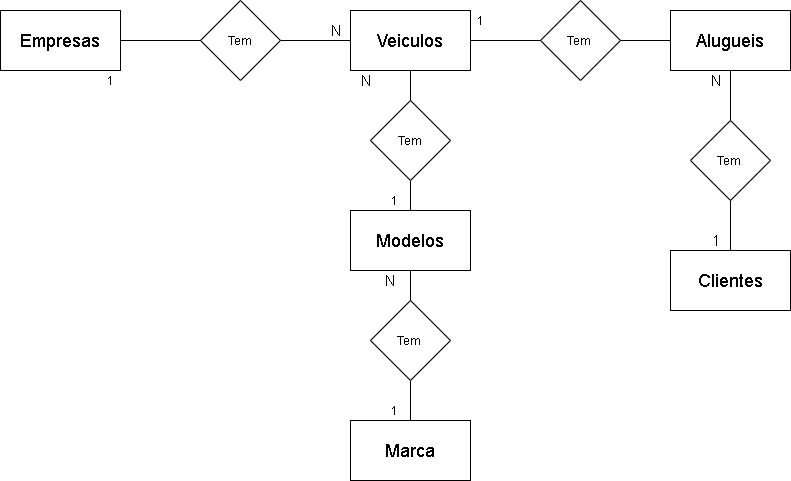 Empresas
Tem
N
Veiculos
1
Tem
Alugueis
1
N
N
Tem
Tem
1
1
Modelos
Clientes
N
Tem
1
Marca